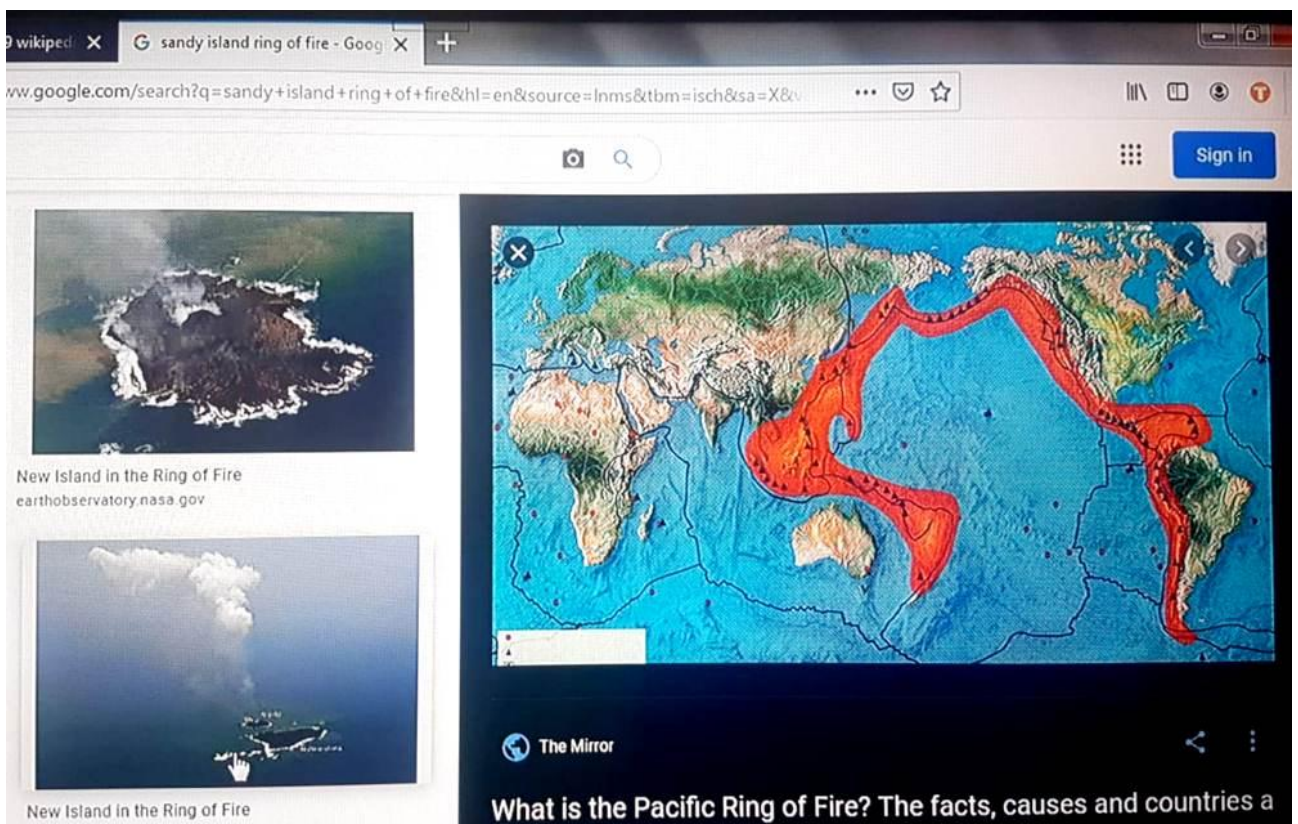 9 wikiped
G sandy island ring of fire - Goog
ww.google.com/search?q=sandy+island+ring+of+fire&hl=en&source=lnms&tbm=isch&sa=X&v
Sign in
New Island in the Ring of Fire
earthobservatory.nasa.gov
New Island in the Ring of Fire
The Mirror
What is the Pacific Ring of Fire? The facts, causes and countries a